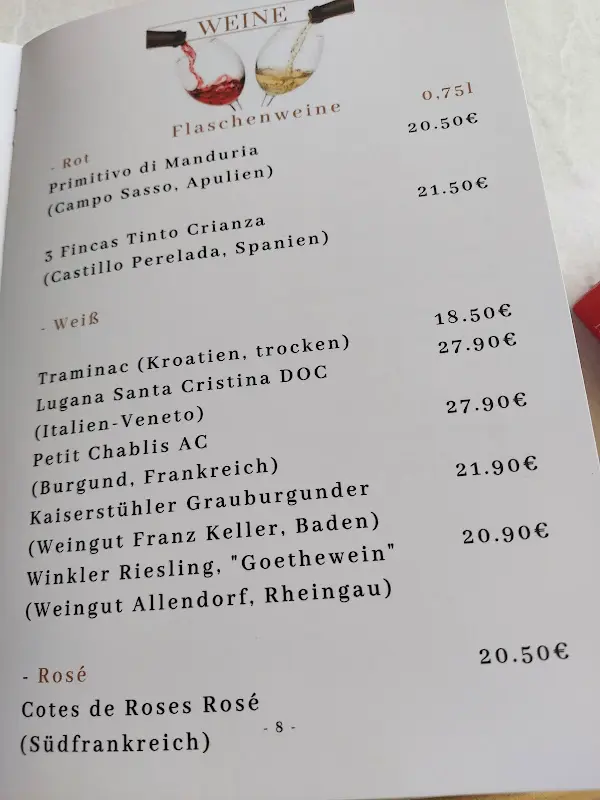 WEINE
Flaschenweine
0,75l
- Rot
Primitivo di Manduria 20.50€
(Campo Sasso, Apulien)
3 Fincas Tinto Crianza 21.50€
(Castillo Perelada, Spanien)
- Weiß
Traminac (Kroatien, trocken) 18.50€
Lugana Santa Cristina DOC 27.90€
(Italien-Veneto)
Petit Chablis AC 27.90€
(Burgund, Frankreich)
Kaiserstühler Grauburgunder 21.90€
(Weingut Franz Keller, Baden)
Winkler Riesling, "Goethewein" 20.90€
(Weingut Allendorf, Rheingau)
- Rosé
Cotes de Roses Rosé 20.50€
(Südfrankreich)
- 8 -